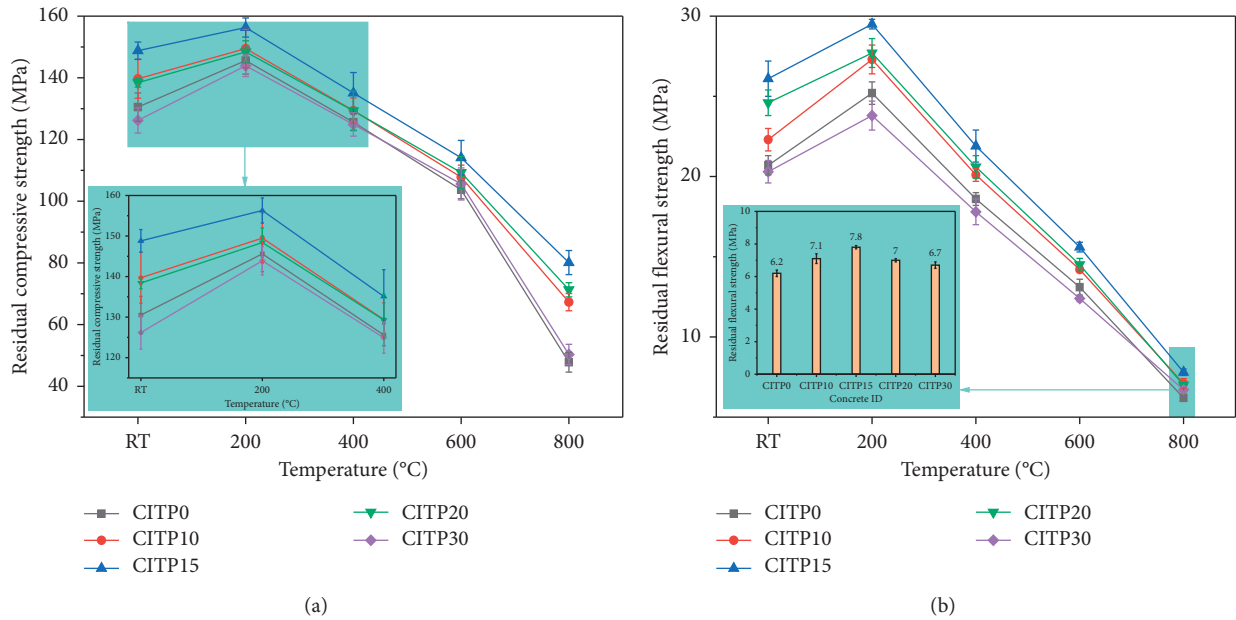 160
140
120
100
80
60
40
Residual compressive strength (MPa)
RT
200
400
600
800
Temperature (°C)
160
150
140
130
120
Residual compressive strength (MPa)
RT
200
400
Temperature (°C)
CITP0
CITP10
CITP15
CITP20
CITP30
(a)
30
20
10
Residual flexural strength (MPa)
RT
200
400
600
800
Temperature (°C)
10
8
6
4
2
0
Residual flexural strength (MPa)
6.2
7.1
7.8
7
6.7
CITP0 CITP10 CITP15 CITP20 CITP30
Concrete ID
CITP0
CITP10
CITP15
CITP20
CITP30
(b)